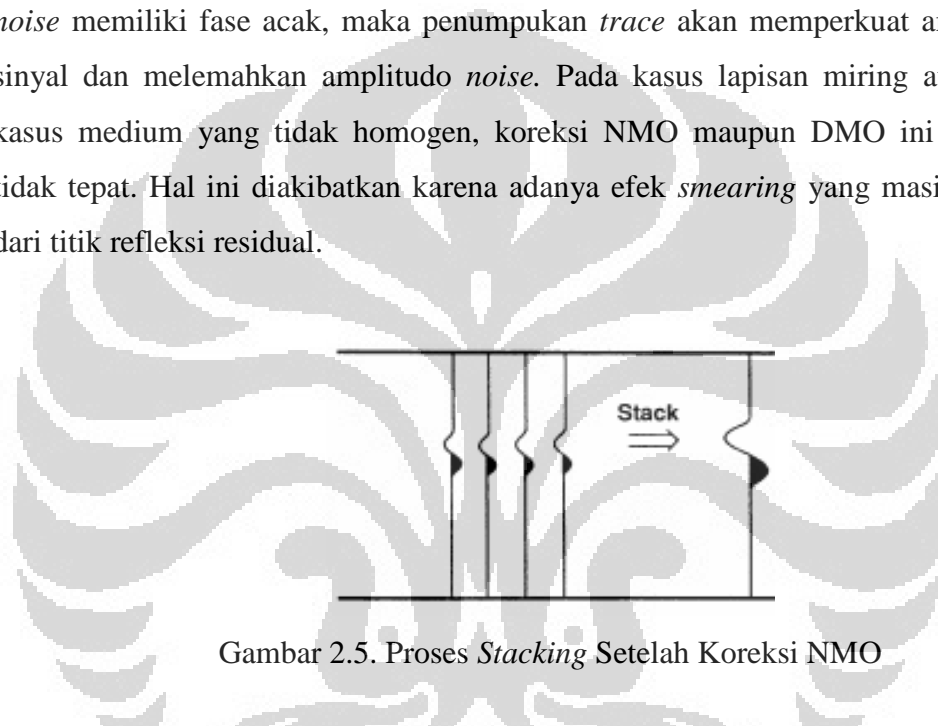 noise memiliki fase acak, maka penumpukan trace akan memperkuat
sinyal dan melemahkan amplitudo noise. Pada kasus lapisan miring
kasus medium yang tidak homogen, koreksi NMO maupun DMO ini
tidak tepat. Hal ini diakibatkan karena adanya efek smearing yang
dari titik refleksi residual.
Stack
Gambar 2.5. Proses Stacking Setelah Koreksi NMO